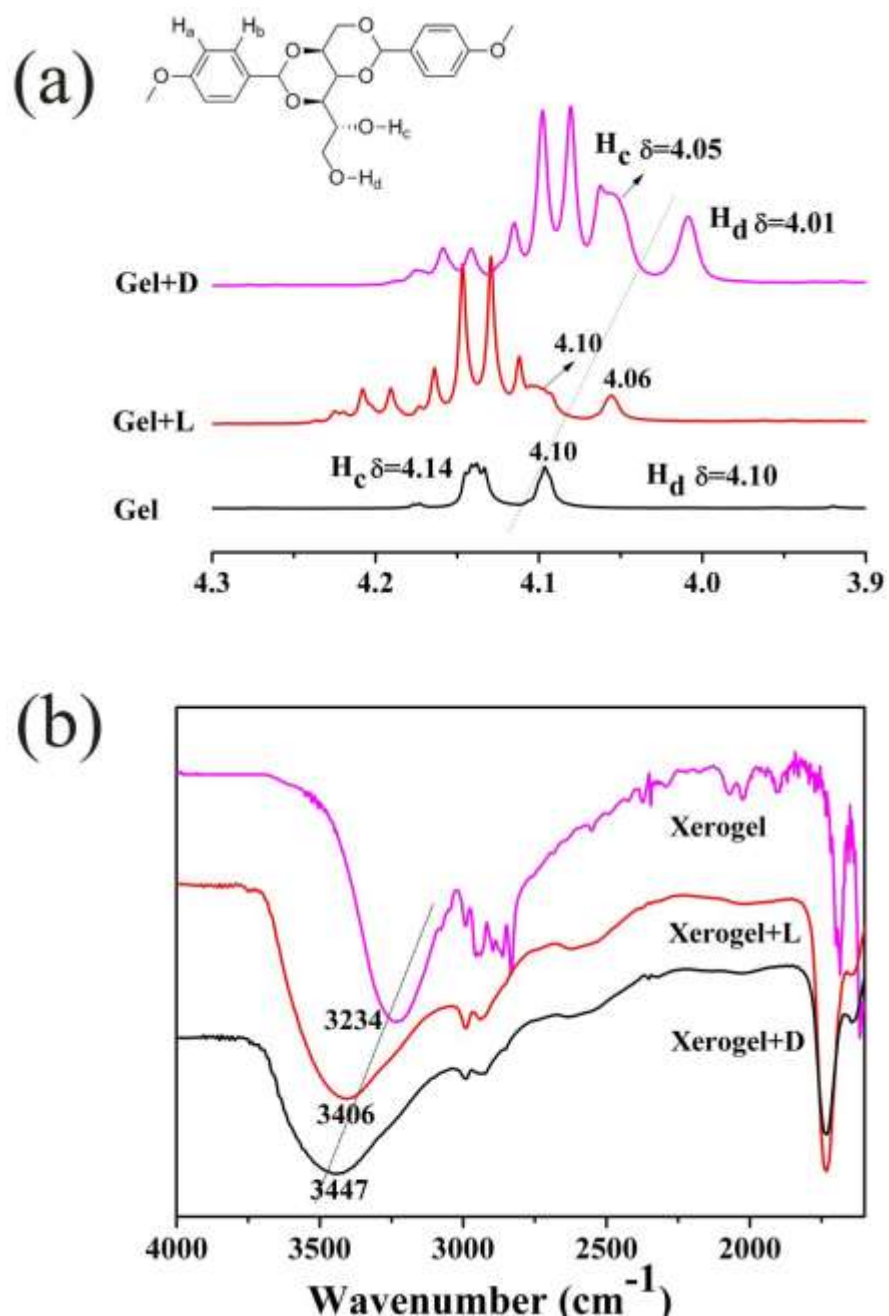 (a)
Ha Hb
O O O O
O O O
O-Hc
O-Hd
Hc δ=4.05
Hd δ=4.01
Gel+D
4.10
4.06
Gel+L
Hc δ=4.14
4.10
Hd δ=4.10
Gel
4.3 4.2 4.1 4.0 3.9
(b)
Xerogel
Xerogel+L
3234
Xerogel+D
3406
3447
4000 3500 3000 2500 2000
Wavenumber (cm-1)